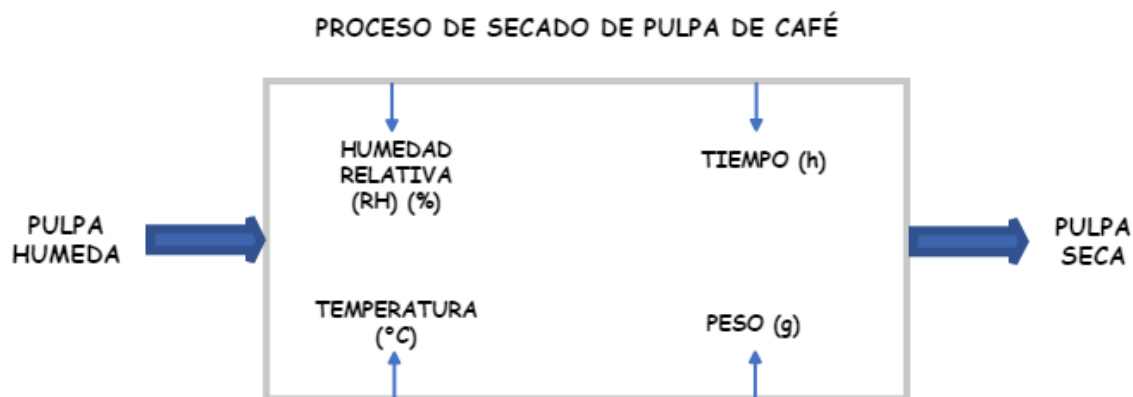 PROCESO DE SECADO DE PULPA DE CAFÉ
HUMEDAD
RELATIVA
(RH) (%)
TIEMPO (h)
PULPA
HUMEDA
PULPA
SECA
TEMPERATURA
(°C)
PESO (g)